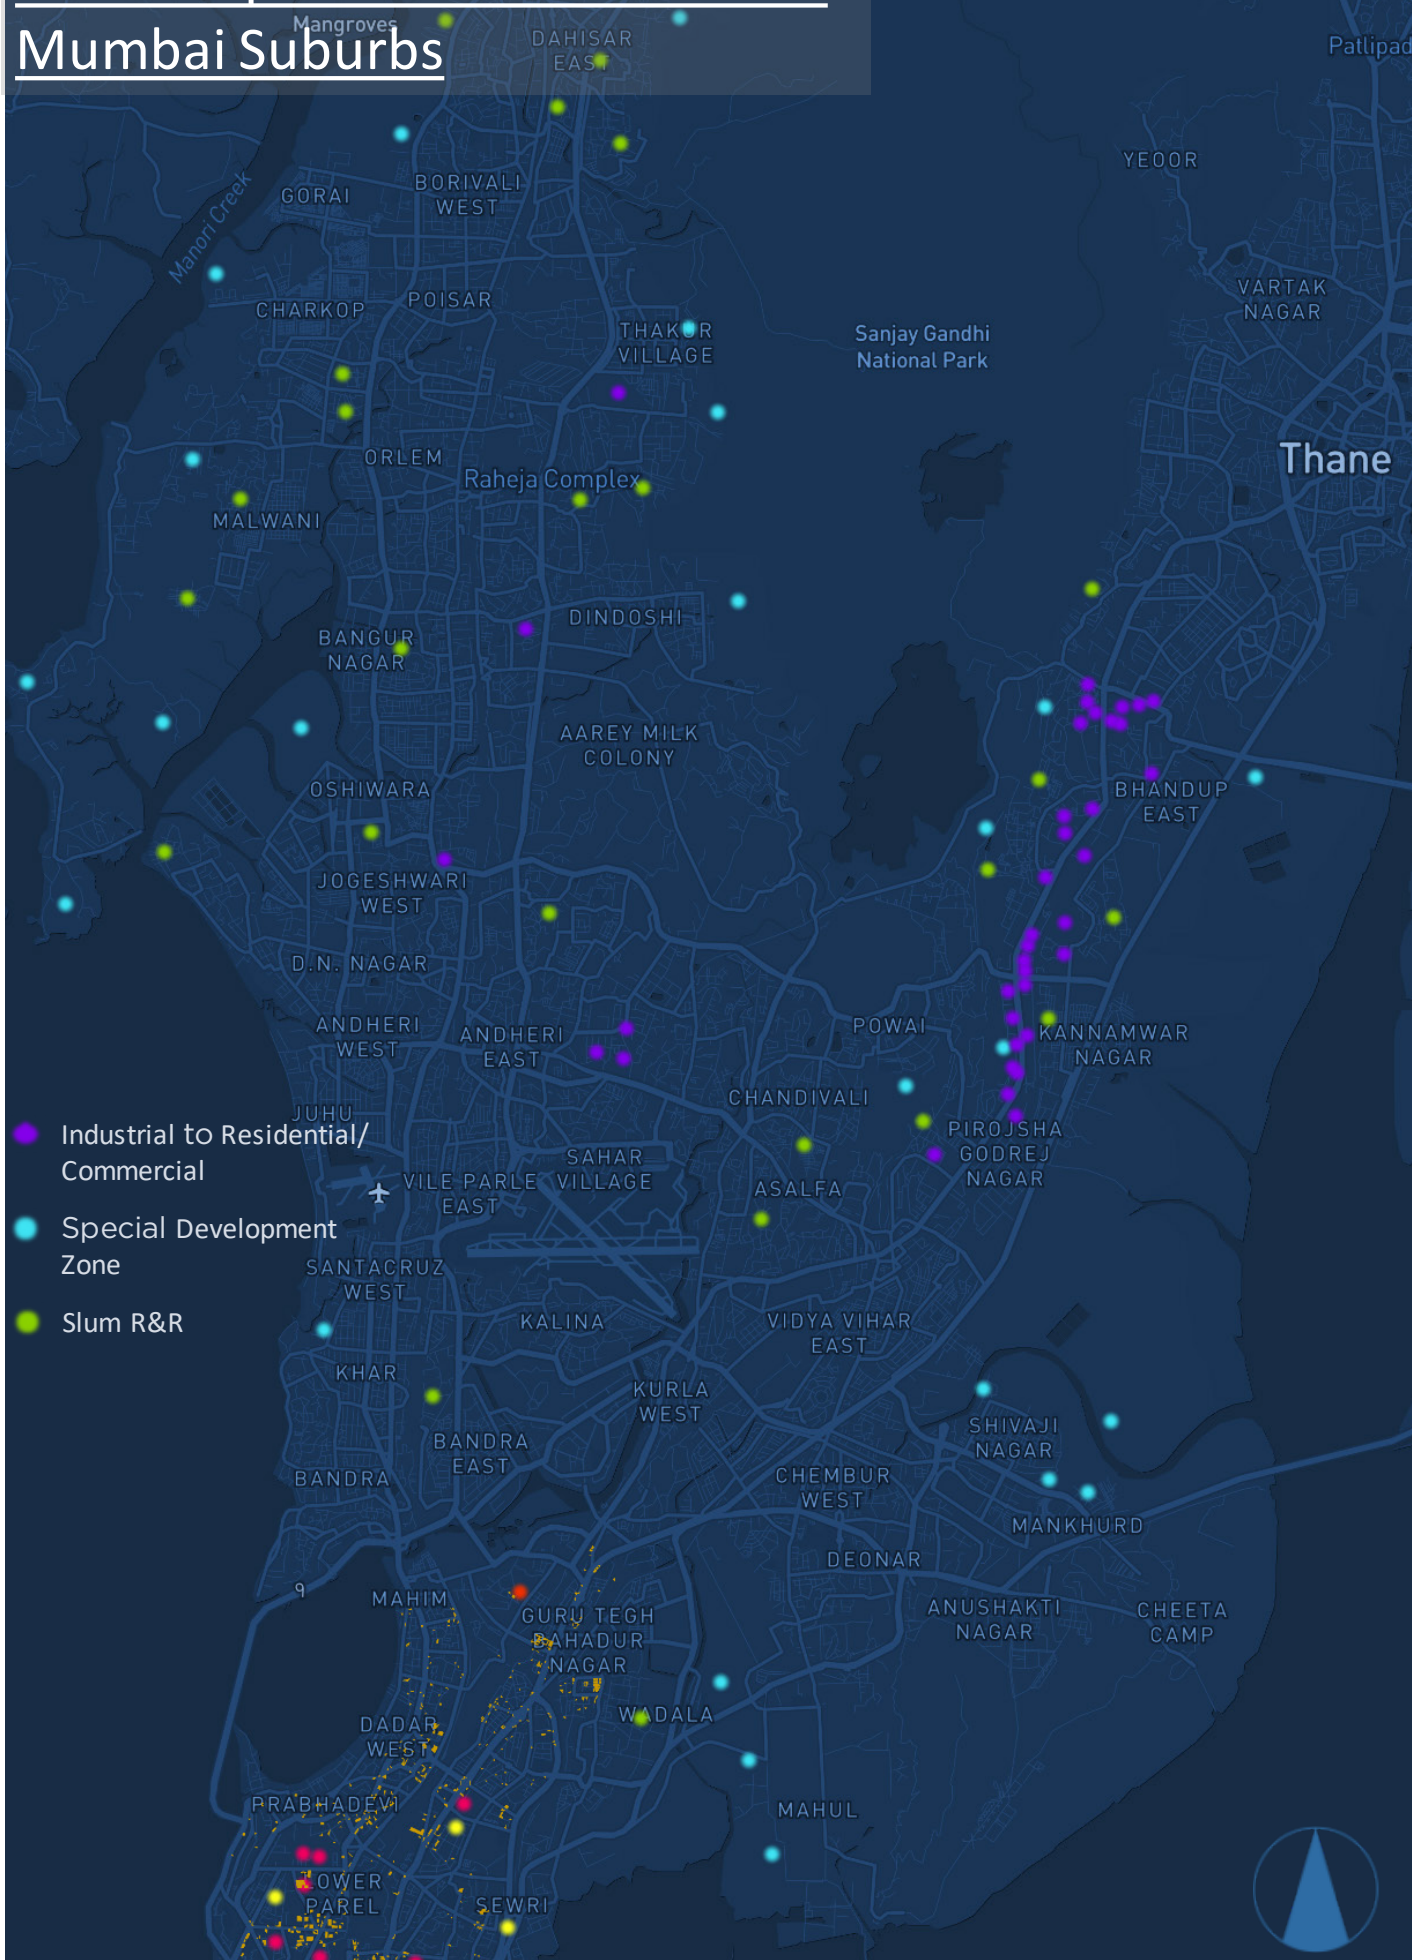 Mumbai Suburbs
Mangroves
DAHISAR
EAST
Patlipad
YEOOR
GORAI
BORIVALI
WEST
Manori Creek
CHARKOP
POISAR
VARTAK
NAGAR
THAKUR
VILLAGE
Sanjay Gandhi
National Park
ORLEM
Raheja Complex
Thane
MALWANI
DINDOSHI
BANGUR
NAGAR
AAREY MILK
COLONY
OSHIWARA
BHANDUP
EAST
JOGESHWARI
WEST
D.N. NAGAR
ANDHERI
WEST
ANDHERI
EAST
POWAI
KANNAMWAR
NAGAR
CHANDIVALI
JUHU
Industrial to Residential/
Commercial
PIROJSHA
GODREJ
NAGAR
SAHAR
VILLAGE
VILE PARLE
EAST
ASALFA
Special Development
Zone
SANTACRUZ
WEST
Slum R&R
KALINA
VIDYA VIHAR
EAST
KHAR
KURLA
WEST
SHIVAJI
NAGAR
BANDRA
EAST
BANDRA
CHEMBUR
WEST
MANKHURD
DEONAR
MAHIM
GURU TEGH
BAHADUR
NAGAR
ANUSHAKTI
NAGAR
CHEETA
CAMP
WADALA
DADAR
WEST
PRABHADEVI
MAHUL
LOWER
PAREL
SEWRI